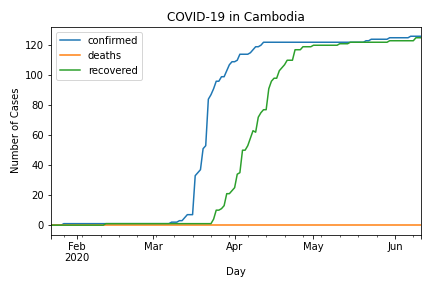 COVID-19 in Cambodia
confirmed
deaths
recovered
Number of Cases
120
100
80
60
40
20
0
Feb
2020
Mar
Apr
May
Jun
Day